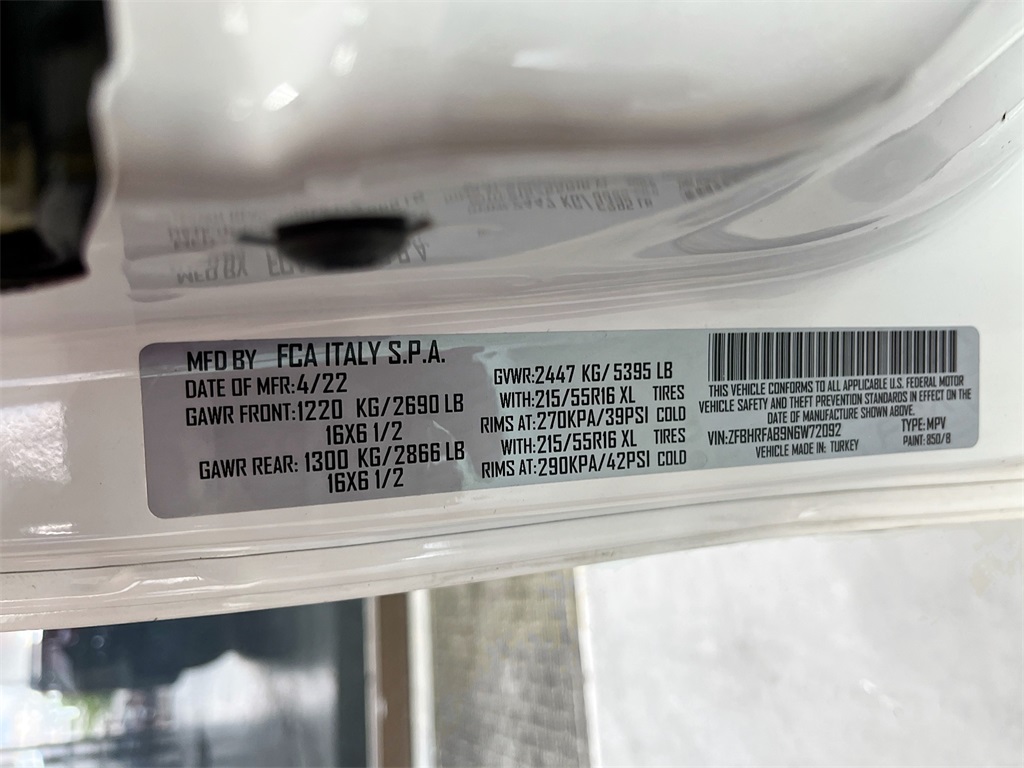 MFD BY FCA ITALY S.P.A.
DATE OF MFR:4/22
GAWR FRONT:1220 KG/2690 LB
16X6 1/2
GAWR REAR: 1300 KG/2866 LB
16X6 1/2
GVWR:2447 KG/5395 LB
WITH:215/55R16 XL TIRES
RIMS AT:270KPA/39PSI COLD
WITH:215/55R16 XL TIRES
RIMS AT:290KPA/42PSI COLD
THIS VEHICLE CONFORMS TO ALL APPLICABLE U.S. FEDERAL MOTOR
VEHICLE SAFETY AND THEFT PREVENTION STANDARDS IN EFFECT ON THE
DATE OF MANUFACTURE SHOWN ABOVE.
VIN:ZFBHRFAB9N6W72092 TYPE:MPV
VEHICLE MADE IN: TURKEY PAINT:850/8